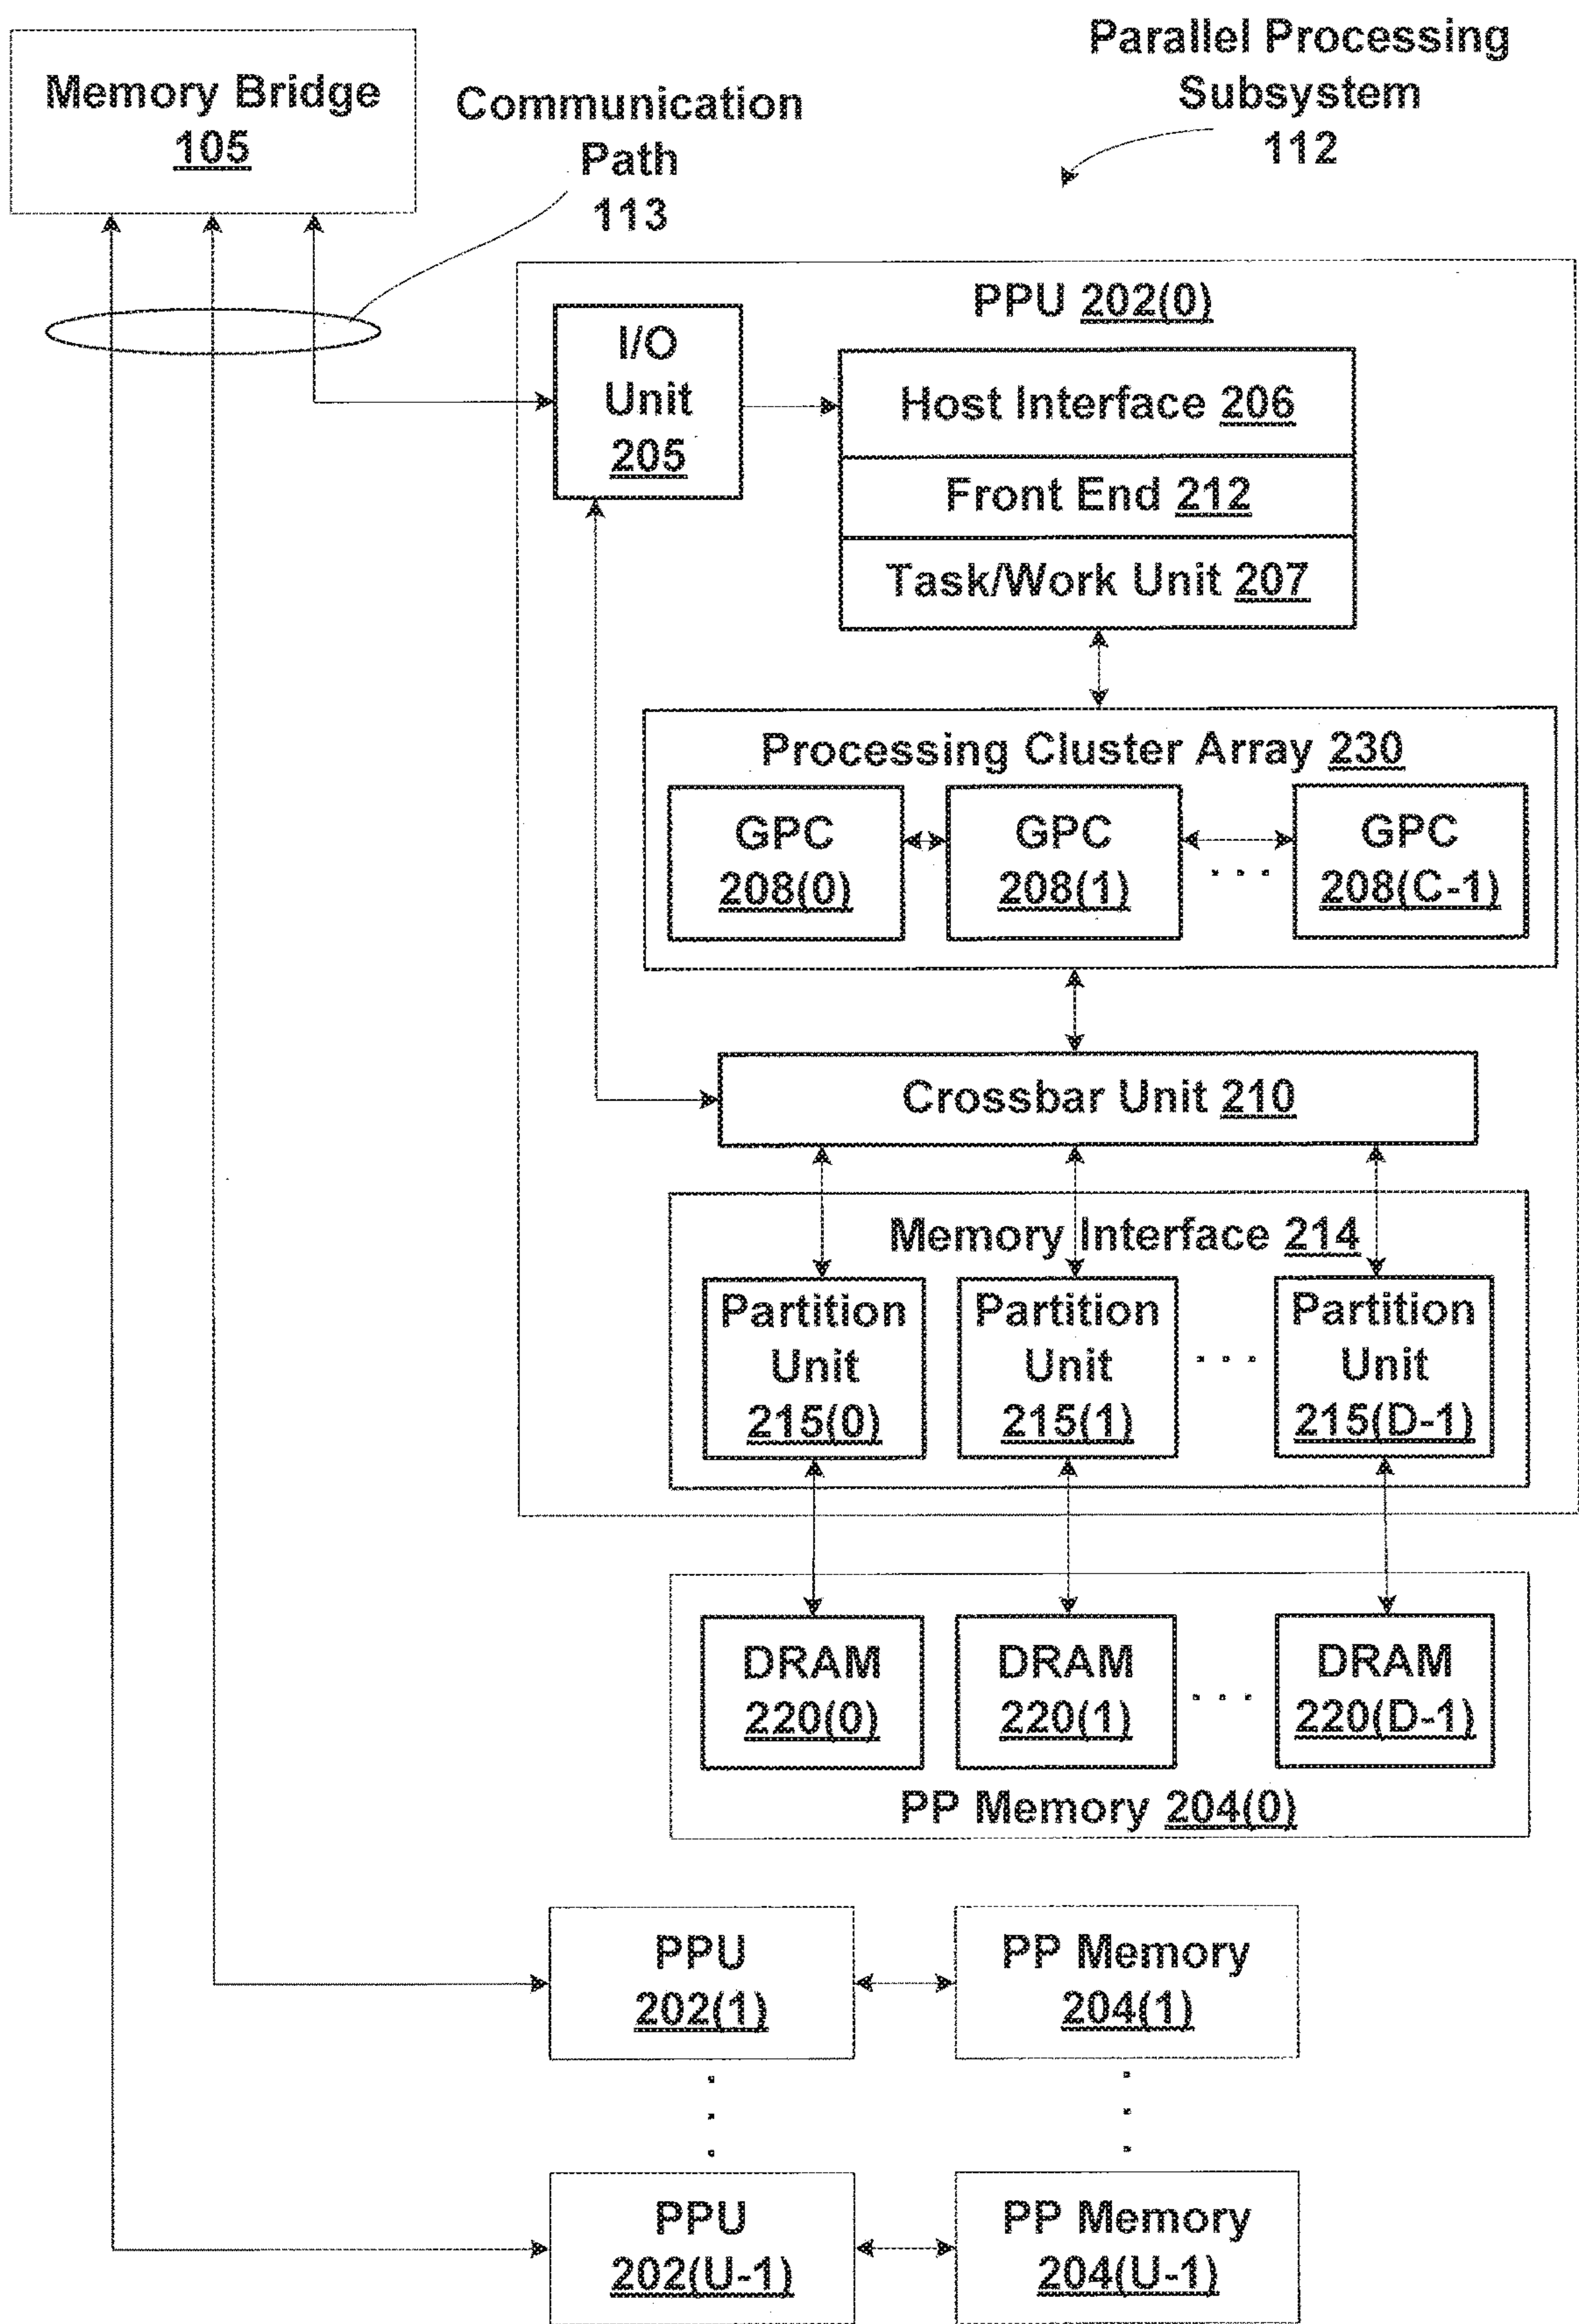 Parallel Processing
Subsystem
112
Memory Bridge
105
Communication
Path
113
PPU 202(0)
I/O
Unit
205
Host Interface 206
Front End 212
Task/Work Unit 207
Processing Cluster Array 230
GPC
208(0)
GPC
208(1)
. . .
GPC
208(C-1)
Crossbar Unit 210
Memory Interface 214
Partition
Unit
215(0)
Partition
Unit
215(1)
. . .
Partition
Unit
215(D-1)
DRAM
220(0)
DRAM
220(1)
. . .
DRAM
220(D-1)
PP Memory 204(0)
PPU
202(1)
PP Memory
204(1)
PPU
202(U-1)
PP Memory
204(U-1)